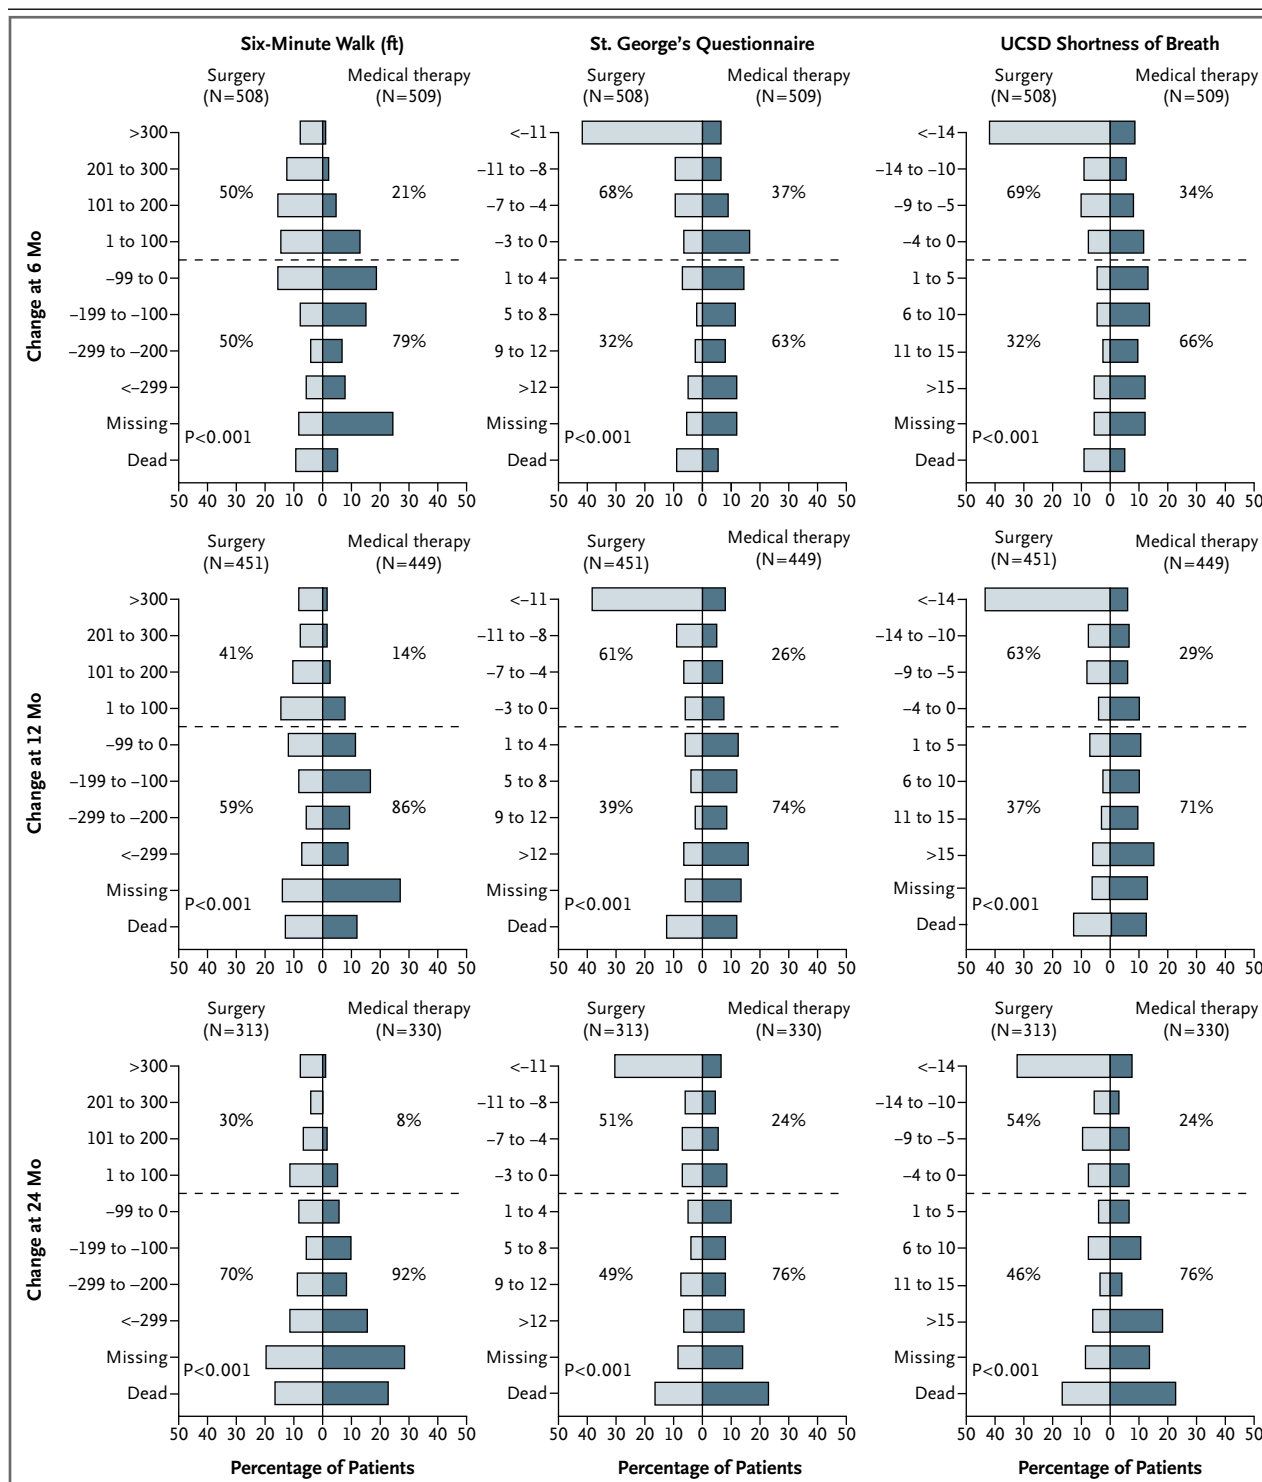 Six-Minute Walk (ft)
St. George's Questionnaire
UCSD Shortness of Breath
Change at 6 Mo
Surgery
(N=508)
Medical therapy
(N=509)
>300
201 to 300
101 to 200
1 to 100
–99 to 0
–199 to –100
–299 to –200
<–299
Missing
Dead
50%
21%
50%
79%
P<0.001
50 40 30 20 10 0 10 20 30 40 50
Surgery
(N=508)
Medical therapy
(N=509)
<–11
–11 to –8
–7 to –4
–3 to 0
1 to 4
5 to 8
9 to 12
>12
Missing
Dead
68%
37%
32%
63%
P<0.001
50 40 30 20 10 0 10 20 30 40 50
Surgery
(N=508)
Medical therapy
(N=509)
<–14
–14 to –10
–9 to –5
–4 to 0
1 to 5
6 to 10
11 to 15
>15
Missing
Dead
69%
34%
32%
66%
P<0.001
50 40 30 20 10 0 10 20 30 40 50
Change at 12 Mo
Surgery
(N=451)
Medical therapy
(N=449)
>300
201 to 300
101 to 200
1 to 100
–99 to 0
–199 to –100
–299 to –200
<–299
Missing
Dead
41%
14%
59%
86%
P<0.001
50 40 30 20 10 0 10 20 30 40 50
Surgery
(N=451)
Medical therapy
(N=449)
<–11
–11 to –8
–7 to –4
–3 to 0
1 to 4
5 to 8
9 to 12
>12
Missing
Dead
61%
26%
39%
74%
P<0.001
50 40 30 20 10 0 10 20 30 40 50
Surgery
(N=451)
Medical therapy
(N=449)
<–14
–14 to –10
–9 to –5
–4 to 0
1 to 5
6 to 10
11 to 15
>15
Missing
Dead
63%
29%
37%
71%
P<0.001
50 40 30 20 10 0 10 20 30 40 50
Change at 24 Mo
Surgery
(N=313)
Medical therapy
(N=330)
>300
201 to 300
101 to 200
1 to 100
–99 to 0
–199 to –100
–299 to –200
<–299
Missing
Dead
30%
8%
70%
92%
P<0.001
50 40 30 20 10 0 10 20 30 40 50
Percentage of Patients
Surgery
(N=313)
Medical therapy
(N=330)
<–11
–11 to –8
–7 to –4
–3 to 0
1 to 4
5 to 8
9 to 12
>12
Missing
Dead
51%
24%
49%
76%
P<0.001
50 40 30 20 10 0 10 20 30 40 50
Percentage of Patients
Surgery
(N=313)
Medical therapy
(N=330)
<–14
–14 to –10
–9 to –5
–4 to 0
1 to 5
6 to 10
11 to 15
>15
Missing
Dead
54%
24%
46%
76%
P<0.001
50 40 30 20 10 0 10 20 30 40 50
Percentage of Patients